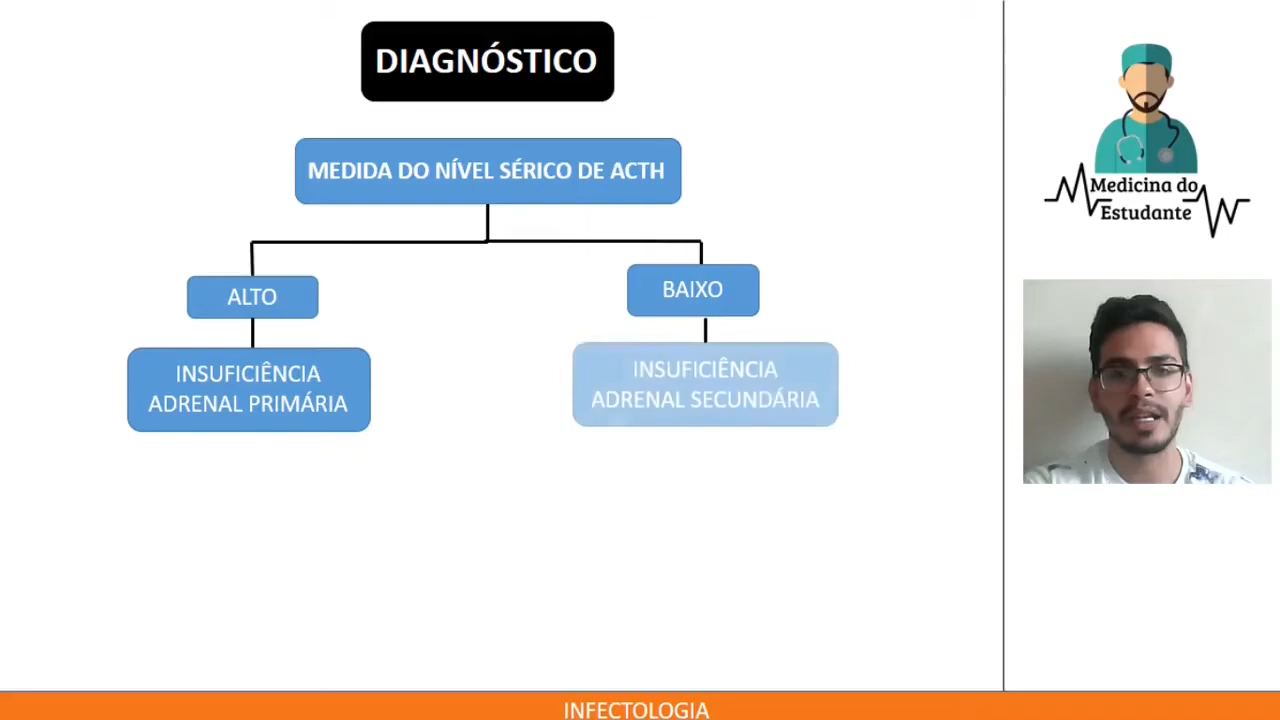 DIAGNÓSTICO
MEDIDA DO NÍVEL SÉRICO DE ACTH
ALTO
BAIXO
INSUFICIÊNCIA
ADRENAL PRIMÁRIA
INSUFICIÊNCIA
ADRENAL SECUNDÁRIA
Medicina do
Estudante
INFECTOLOGIA